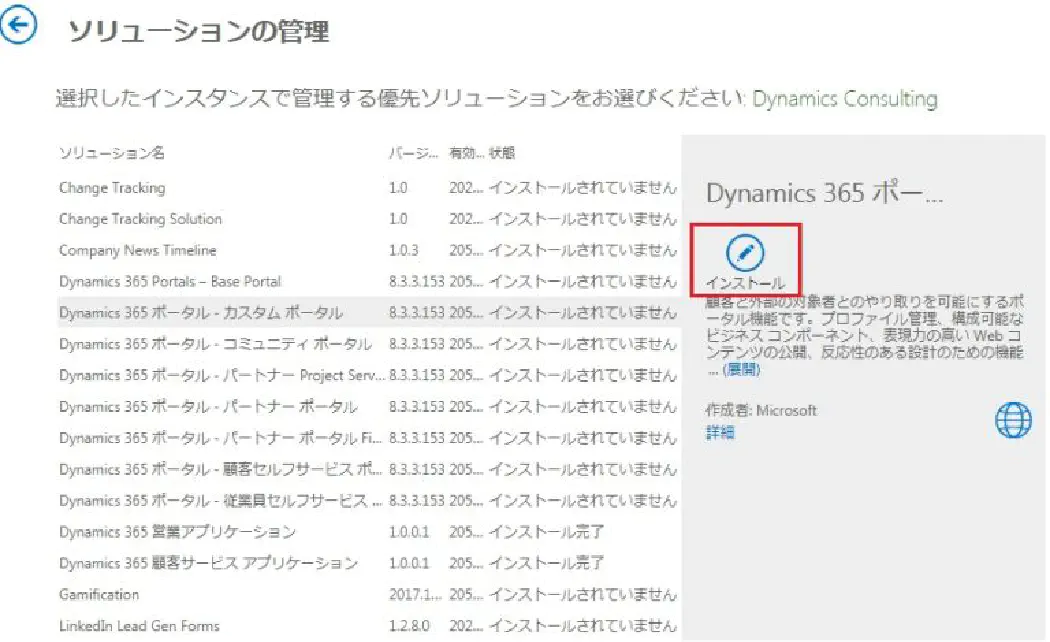 ソリューションの管理
選択したインスタンスで管理する優先ソリューションをお選びください: Dynamics Consulting
ソリューション名 バージ... 有効... 状態
Change Tracking 1.0 202... インストールされていません
Change Tracking Solution 1.0 202... インストールされていません
Company News Timeline 1.0.3 205... インストールされていません
Dynamics 365 Portals – Base Portal 8.3.3.153 205... インストールされていません
Dynamics 365 ポータル - カスタム ポータル 8.3.3.153 205... インストールされていません
Dynamics 365 ポータル - コミュニティ ポータル 8.3.3.153 205... インストールされていません
Dynamics 365 ポータル - パートナー Project Serv... 8.3.3.153 205... インストールされていません
Dynamics 365 ポータル - パートナー ポータル 8.3.3.153 205... インストールされていません
Dynamics 365 ポータル - パートナー ポータル Fi... 8.3.3.153 205... インストールされていません
Dynamics 365 ポータル - 顧客セルフサービス ポ... 8.3.3.153 205... インストールされていません
Dynamics 365 ポータル - 従業員セルフサービス ... 8.3.3.153 205... インストールされていません
Dynamics 365 営業アプリケーション 1.0.0.1 205... インストール完了
Dynamics 365 顧客サービス アプリケーション 1.0.0.1 205... インストール完了
Gamification 2017.1... 205... インストールされていません
LinkedIn Lead Gen Forms 1.2.8.0 202... インストールされていません
Dynamics 365 ポー...
インストール
顧客と外部の対象者とのやり取りを可能にするポ
ータル機能です。プロファイル管理、構成可能な
ビジネス コンポーネント、表現力の高い Web コ
ンテンツの公開、反応性のある設計のための機能
... (展開)
作成者: Microsoft
詳細